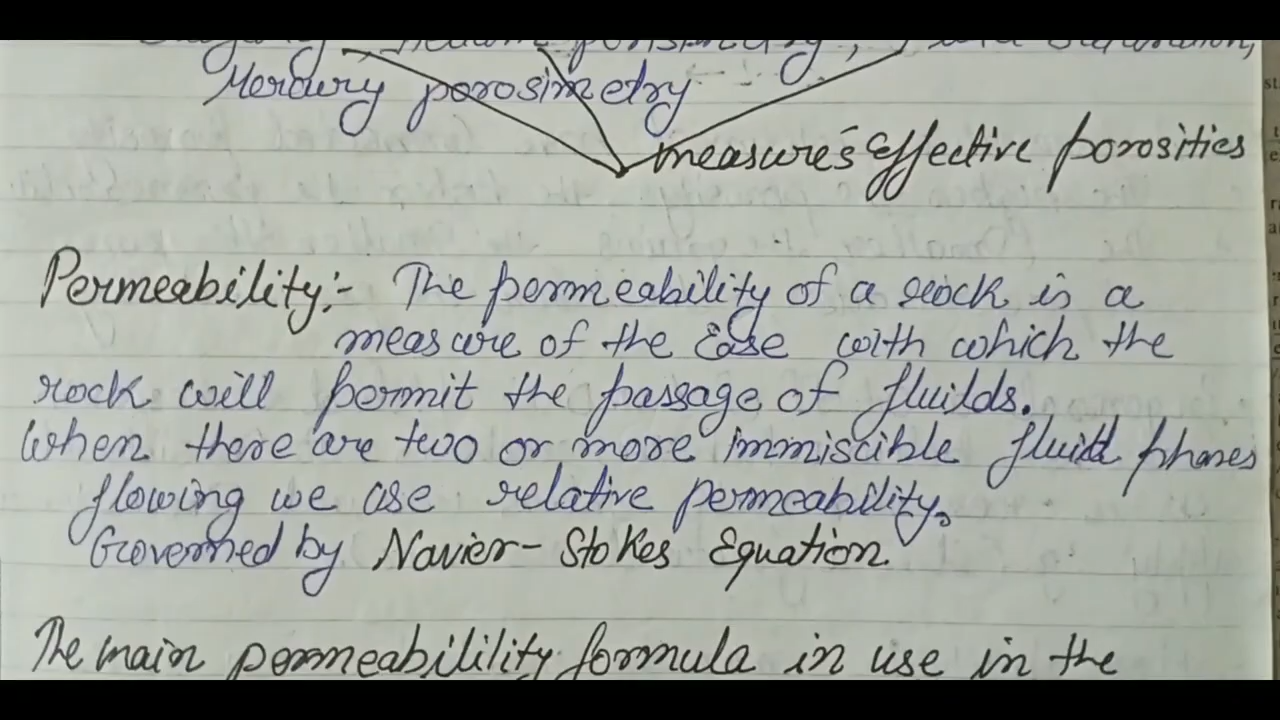 Mercury porosimetry
measures effective porosities
Permeability:- The permeability of a rock is a
measure of the Ease with which the
rock will permit the passage of fluilds.
When there are two or more immiscible fluid phases
flowing we use relative permeability.
Governed by Navier-Stokes Equation.
The main permeabilility formula in use in the